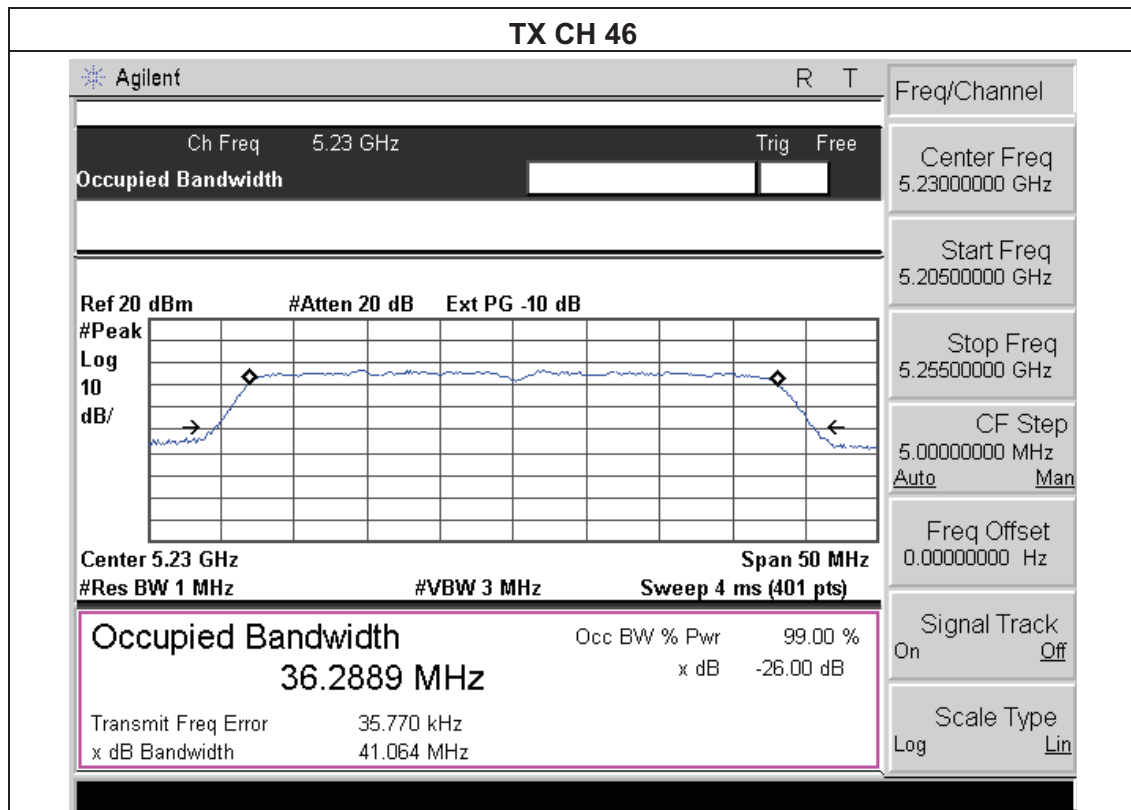 TX CH 46
Agilent
R T
Ch Freq 5.23 GHz Trig Free
Occupied Bandwidth
Ref 20 dBm #Atten 20 dB Ext PG -10 dB
#Peak
Log
10
dB/
Center 5.23 GHz Span 50 MHz
#Res BW 1 MHz #VBW 3 MHz Sweep 4 ms (401 pts)
Occupied Bandwidth
36.2889 MHz
Occ BW % Pwr 99.00 %
x dB -26.00 dB
Transmit Freq Error 35.770 kHz
x dB Bandwidth 41.064 MHz
Freq/Channel
Center Freq
5.23000000 GHz
Start Freq
5.20500000 GHz
Stop Freq
5.25500000 GHz
CF Step
5.00000000 MHz
Auto Man
Freq Offset
0.00000000 Hz
Signal Track
On Off
Scale Type
Log Lin